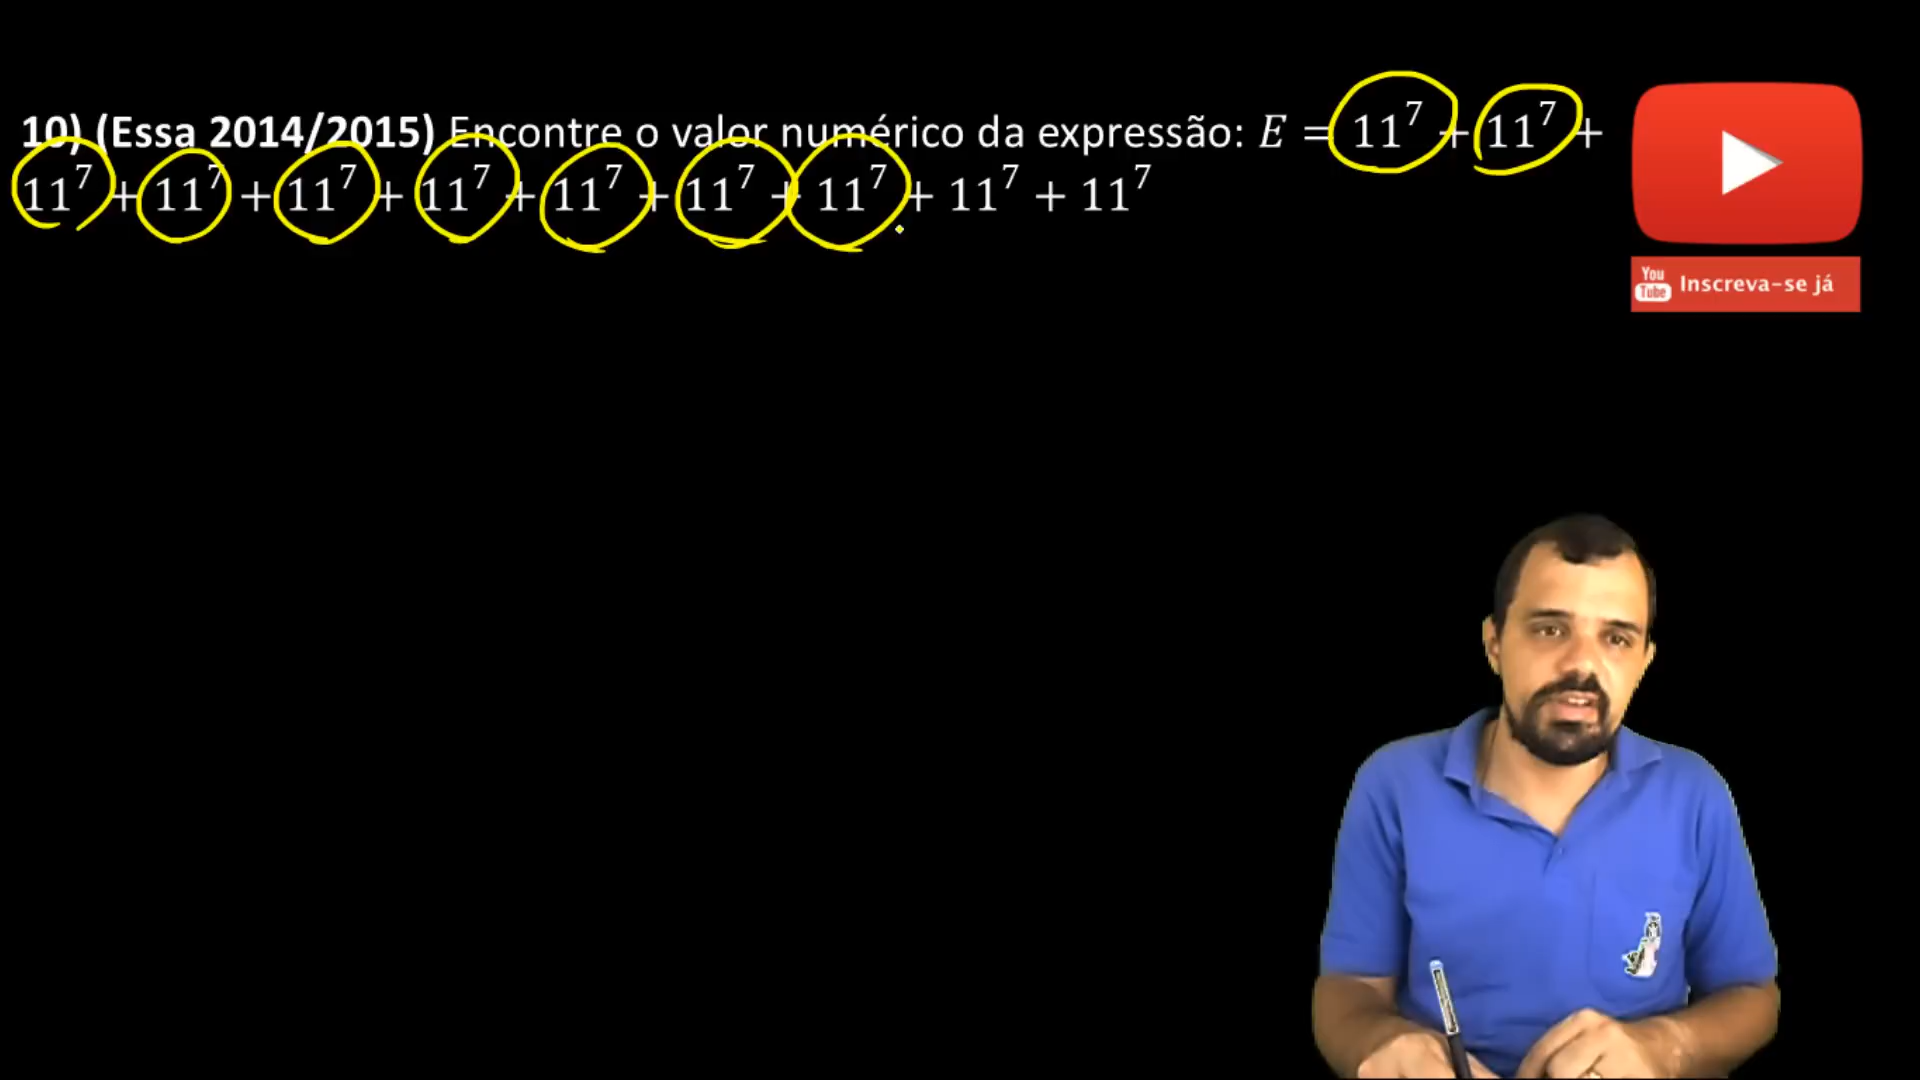 10) (Essa 2014/2015) Encontre o valor numérico da expressão: E = 11⁷ + 11⁷ +
11⁷ + 11⁷ + 11⁷ + 11⁷ + 11⁷ + 11⁷ + 11⁷ + 11⁷ + 11⁷
You Tube Inscreva-se já